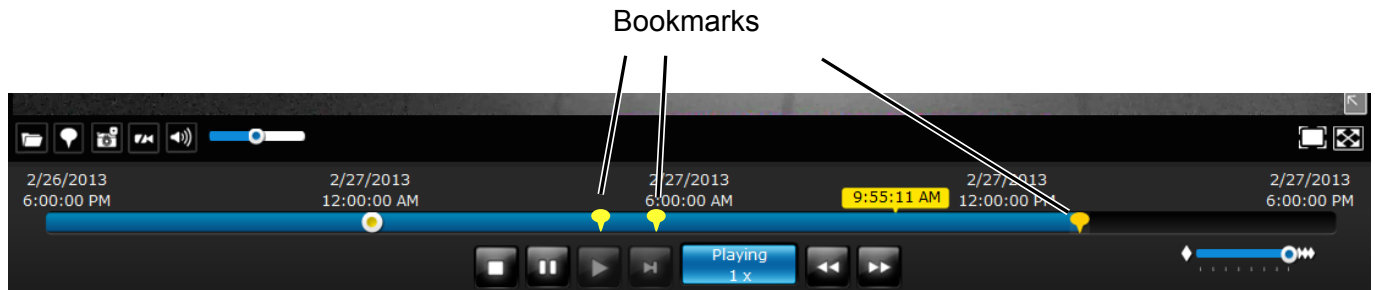 Bookmarks
2/26/2013
6:00:00 PM
2/27/2013
12:00:00 AM
2/27/2013
6:00:00 AM
9:55:11 AM
2/27/2013
12:00:00 PM
2/27/2013
6:00:00 PM
Playing
1 x